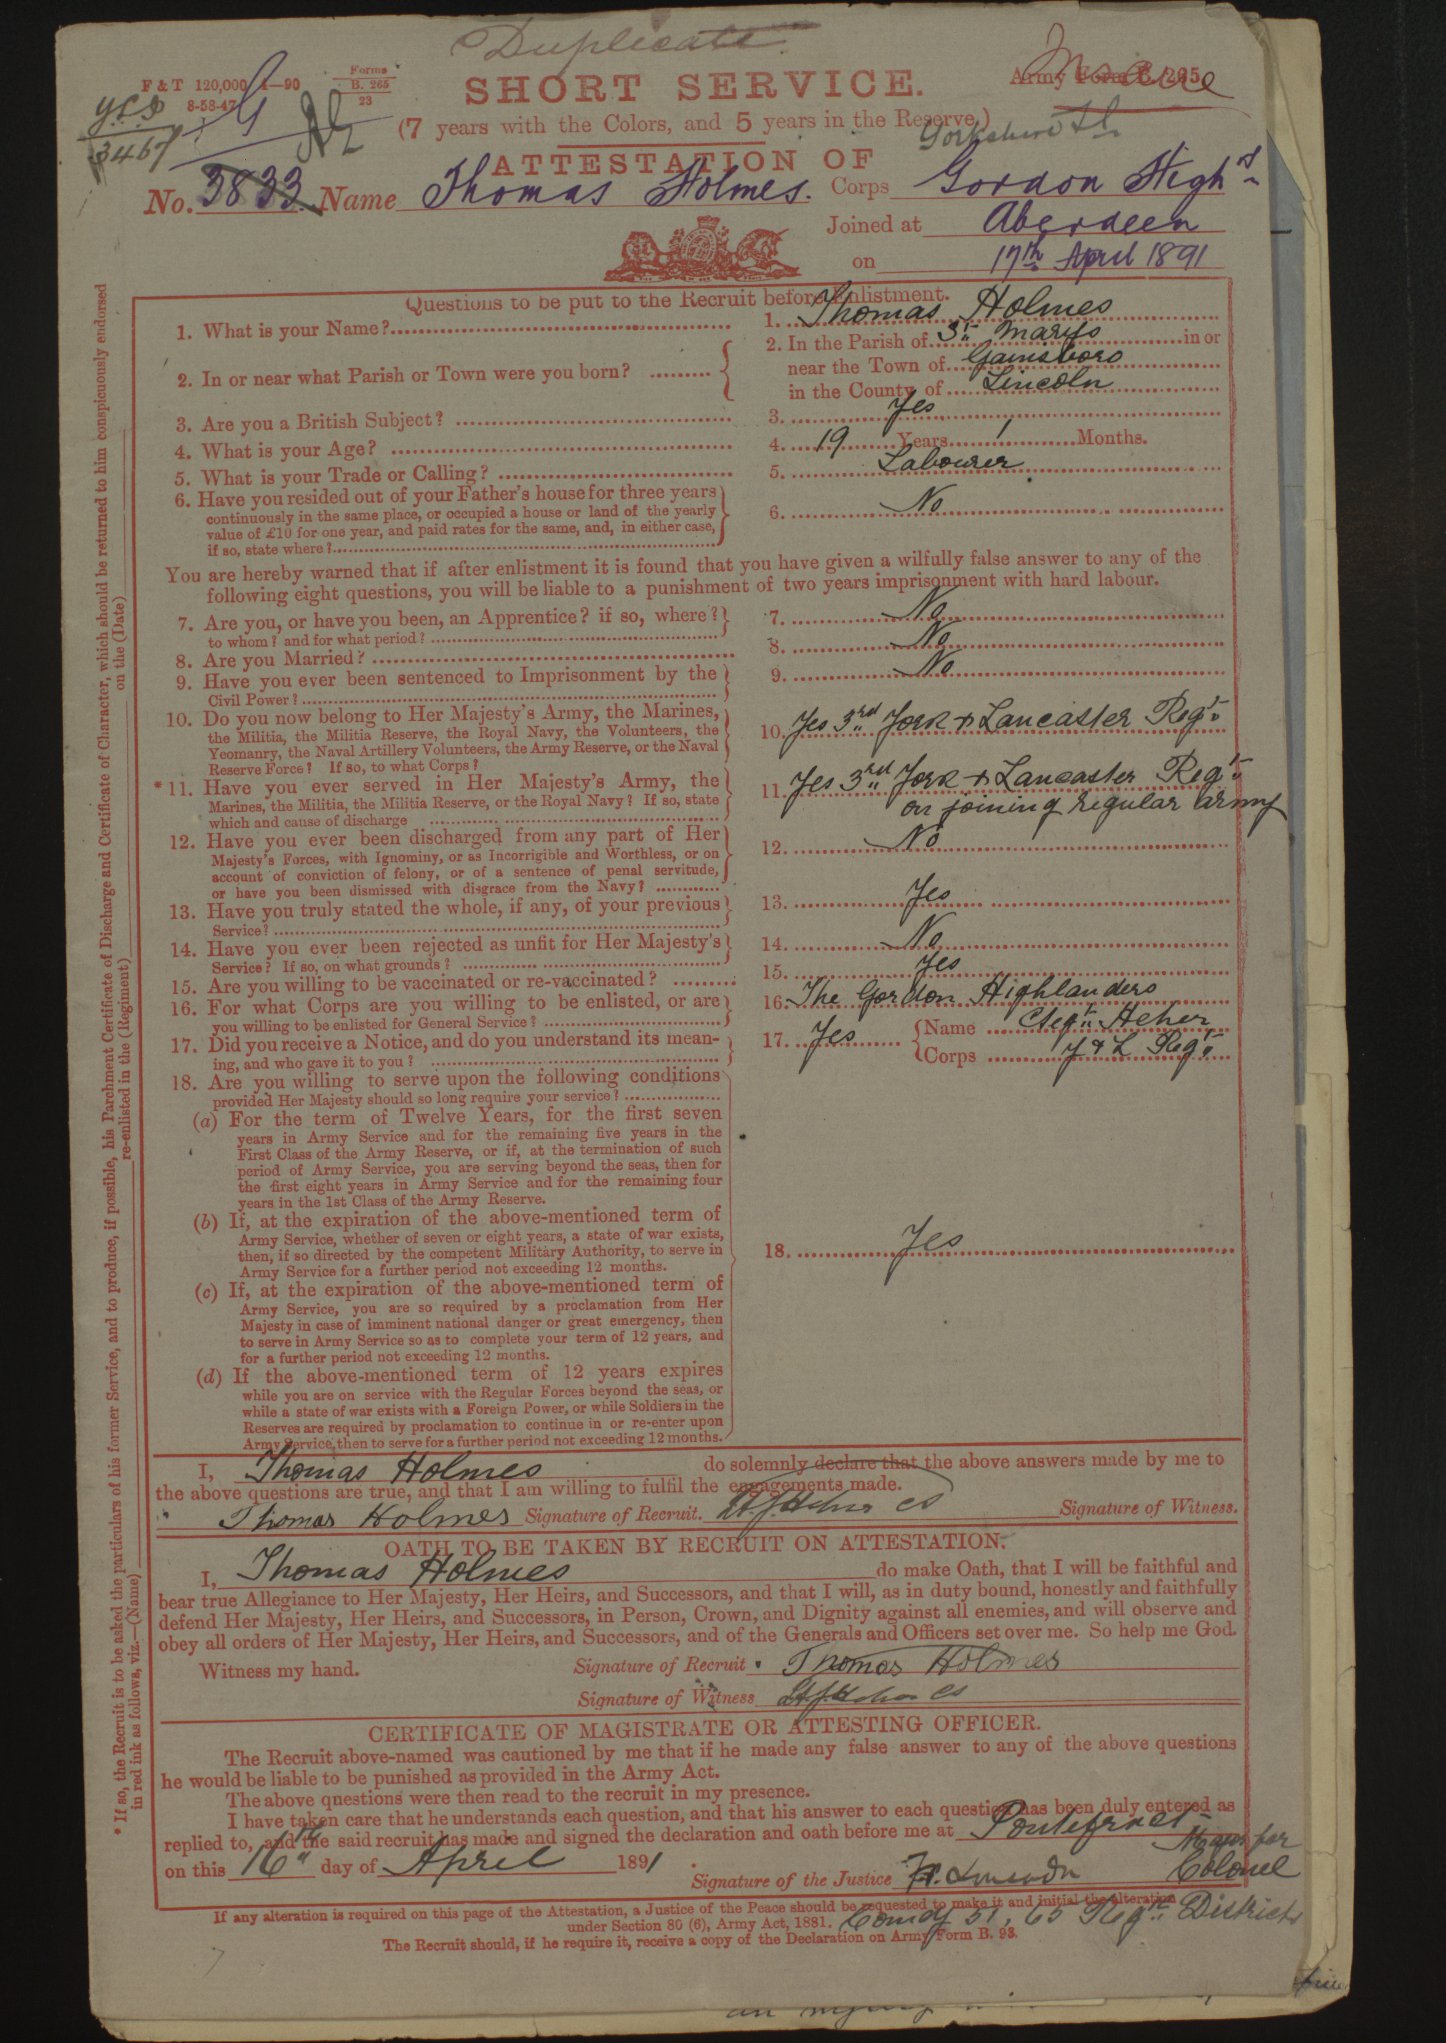 Duplicate
F & T 120,000 1—90
8-58-47
Forms
B. 265
23
SHORT SERVICE.
Army Form B. 265.
3467
(7 years with the Colors, and 5 years in the Reserve.)
Yorkshire
ATTESTATION OF
No. 3833 Name Thomas Holmes. Corps Gordon Highrs
Joined at Aberdeen
on 17th April 1891
Questions to be put to the Recruit before Enlistment.
1. What is your Name? 1. Thomas Holmes
2. In or near what Parish or Town were you born? 2. In the Parish of St Marys in or
near the Town of Gainsboro
in the County of Lincoln
3. Are you a British Subject? 3. Yes
4. What is your Age? 4. 19 Years 1 Months.
5. What is your Trade or Calling? 5. Labourer
6. Have you resided out of your Father's house for three years
continuously in the same place, or occupied a house or land of the yearly
value of £10 for one year, and paid rates for the same, and, in either case,
if so, state where? 6. No
You are hereby warned that if after enlistment it is found that you have given a wilfully false answer to any of the
following eight questions, you will be liable to a punishment of two years imprisonment with hard labour.
7. Are you, or have you been, an Apprentice? if so, where?
to whom? and for what period? 7. No
8. Are you Married? 8. No
9. Have you ever been sentenced to Imprisonment by the
Civil Power? 9. No
10. Do you now belong to Her Majesty's Army, the Marines,
the Militia, the Militia Reserve, the Royal Navy, the Volunteers, the
Yeomanry, the Naval Artillery Volunteers, the Army Reserve, or the Naval
Reserve Force? If so, to what Corps? 10. Yes 3rd York & Lancaster Regt
* 11. Have you ever served in Her Majesty's Army, the
Marines, the Militia, the Militia Reserve, or the Royal Navy? If so, state
which and cause of discharge 11. Yes 3rd York & Lancaster Regt
on joining regular army
12. Have you ever been discharged from any part of Her
Majesty's Forces, with Ignominy, or as Incorrigible and Worthless, or on
account of conviction of felony, or of a sentence of penal servitude,
or have you been dismissed with disgrace from the Navy? 12. No
13. Have you truly stated the whole, if any, of your previous
Service? 13. Yes
14. Have you ever been rejected as unfit for Her Majesty's
Service? If so, on what grounds? 14. No
15. Are you willing to be vaccinated or re-vaccinated? 15. Yes
16. For what Corps are you willing to be enlisted, or are
you willing to be enlisted for General Service? 16. The Gordon Highlanders
17. Did you receive a Notice, and do you understand its mean-
ing, and who gave it to you? 17. Yes Name Sergt Heher
Corps Y & L Regt
18. Are you willing to serve upon the following conditions
provided Her Majesty should so long require your service?
(a) For the term of Twelve Years, for the first seven
years in Army Service and for the remaining five years in the
First Class of the Army Reserve, or if, at the termination of such
period of Army Service, you are serving beyond the seas, then for
the first eight years in Army Service and for the remaining four
years in the 1st Class of the Army Reserve.
(b) If, at the expiration of the above-mentioned term of
Army Service, whether of seven or eight years, a state of war exists,
then, if so directed by the competent Military Authority, to serve in
Army Service for a further period not exceeding 12 months.
18. Yes
(c) If, at the expiration of the above-mentioned term of
Army Service, you are so required by a proclamation from Her
Majesty in case of imminent national danger or great emergency, then
to serve in Army Service so as to complete your term of 12 years, and
for a further period not exceeding 12 months.
(d) If the above-mentioned term of 12 years expires
while you are on service with the Regular Forces beyond the seas, or
while a state of war exists with a Foreign Power, or while Soldiers in the
Reserves are required by proclamation to continue in or re-enter upon
Army Service, then to serve for a further period not exceeding 12 months.
I, Thomas Holmes do solemnly declare that the above answers made by me to
the above questions are true, and that I am willing to fulfil the engagements made.
Thomas Holmes Signature of Recruit. Signature of Witness.
OATH TO BE TAKEN BY RECRUIT ON ATTESTATION.
I, Thomas Holmes do make Oath, that I will be faithful and
bear true Allegiance to Her Majesty, Her Heirs, and Successors, and that I will, as in duty bound, honestly and faithfully
defend Her Majesty, Her Heirs, and Successors, in Person, Crown, and Dignity against all enemies, and will observe and
obey all orders of Her Majesty, Her Heirs, and Successors, and of the Generals and Officers set over me. So help me God.
Witness my hand. Signature of Recruit Thomas Holmes
Signature of Witness
CERTIFICATE OF MAGISTRATE OR ATTESTING OFFICER.
The Recruit above-named was cautioned by me that if he made any false answer to any of the above questions
he would be liable to be punished as provided in the Army Act.
The above questions were then read to the recruit in my presence.
I have taken care that he understands each question, and that his answer to each question has been duly entered as
replied to, and the said recruit has made and signed the declaration and oath before me at Pontefract
on this 16th day of April 1891. Major for
Signature of the Justice Colonel
If any alteration is required on this page of the Attestation, a Justice of the Peace should be requested to make it and initial the alteration
under Section 80 (6), Army Act, 1881. Comdg 51, 65 Regtl District
The Recruit should, if he require it, receive a copy of the Declaration on Army Form B. 93.
* If so, the Recruit is to be asked the particulars of his former Service, and to produce, if possible, his Parchment Certificate of Discharge and Certificate of Character, which should be returned to him conspicuously endorsed
in red ink as follows, viz.—(Name) re-enlisted in the (Regiment) on the (Date)